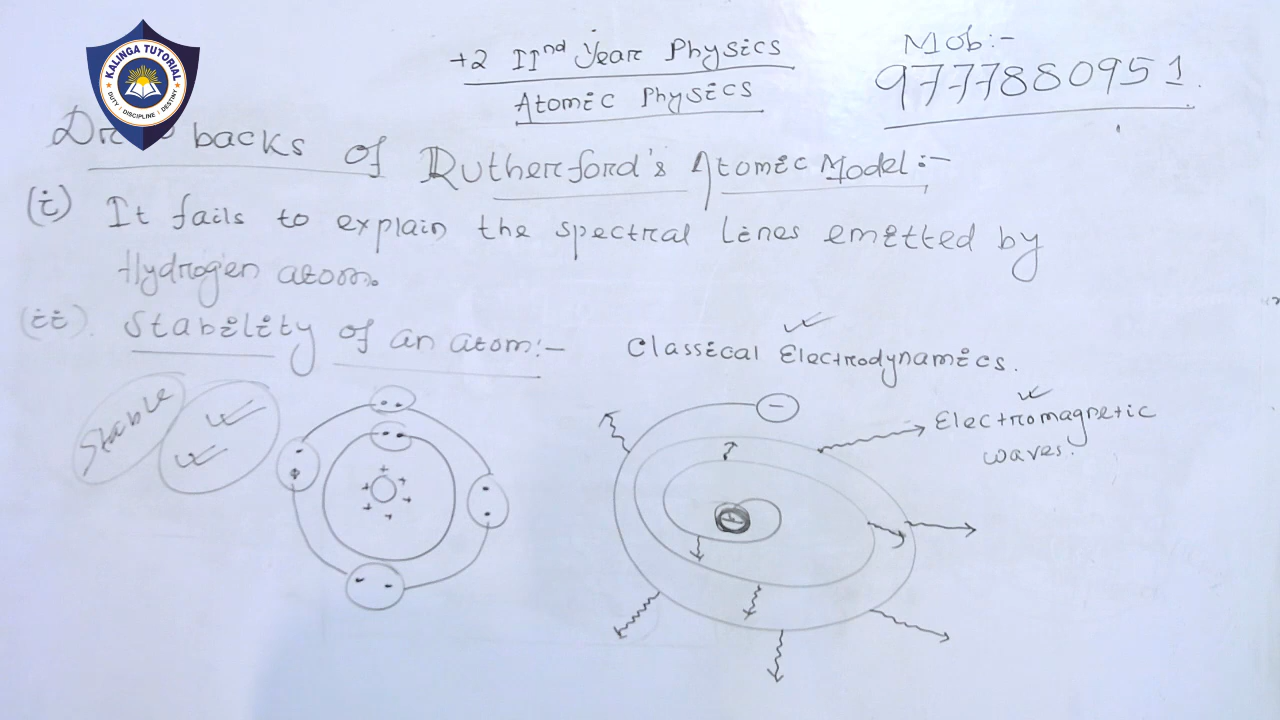 KALINGA TUTORIAL
DUTY | DISCIPLINE | DESTINY
+2 IInd Year Physics
Atomic Physics
Mob:-
9777880951.
backs of Rutherford's Atomic Model:-
(i) It fails to explain the spectral lines emitted by
Hydrogen atom.
(ii). Stability of an atom:-
Classical Electrodynamics.
Stable
Electromagnetic
waves.